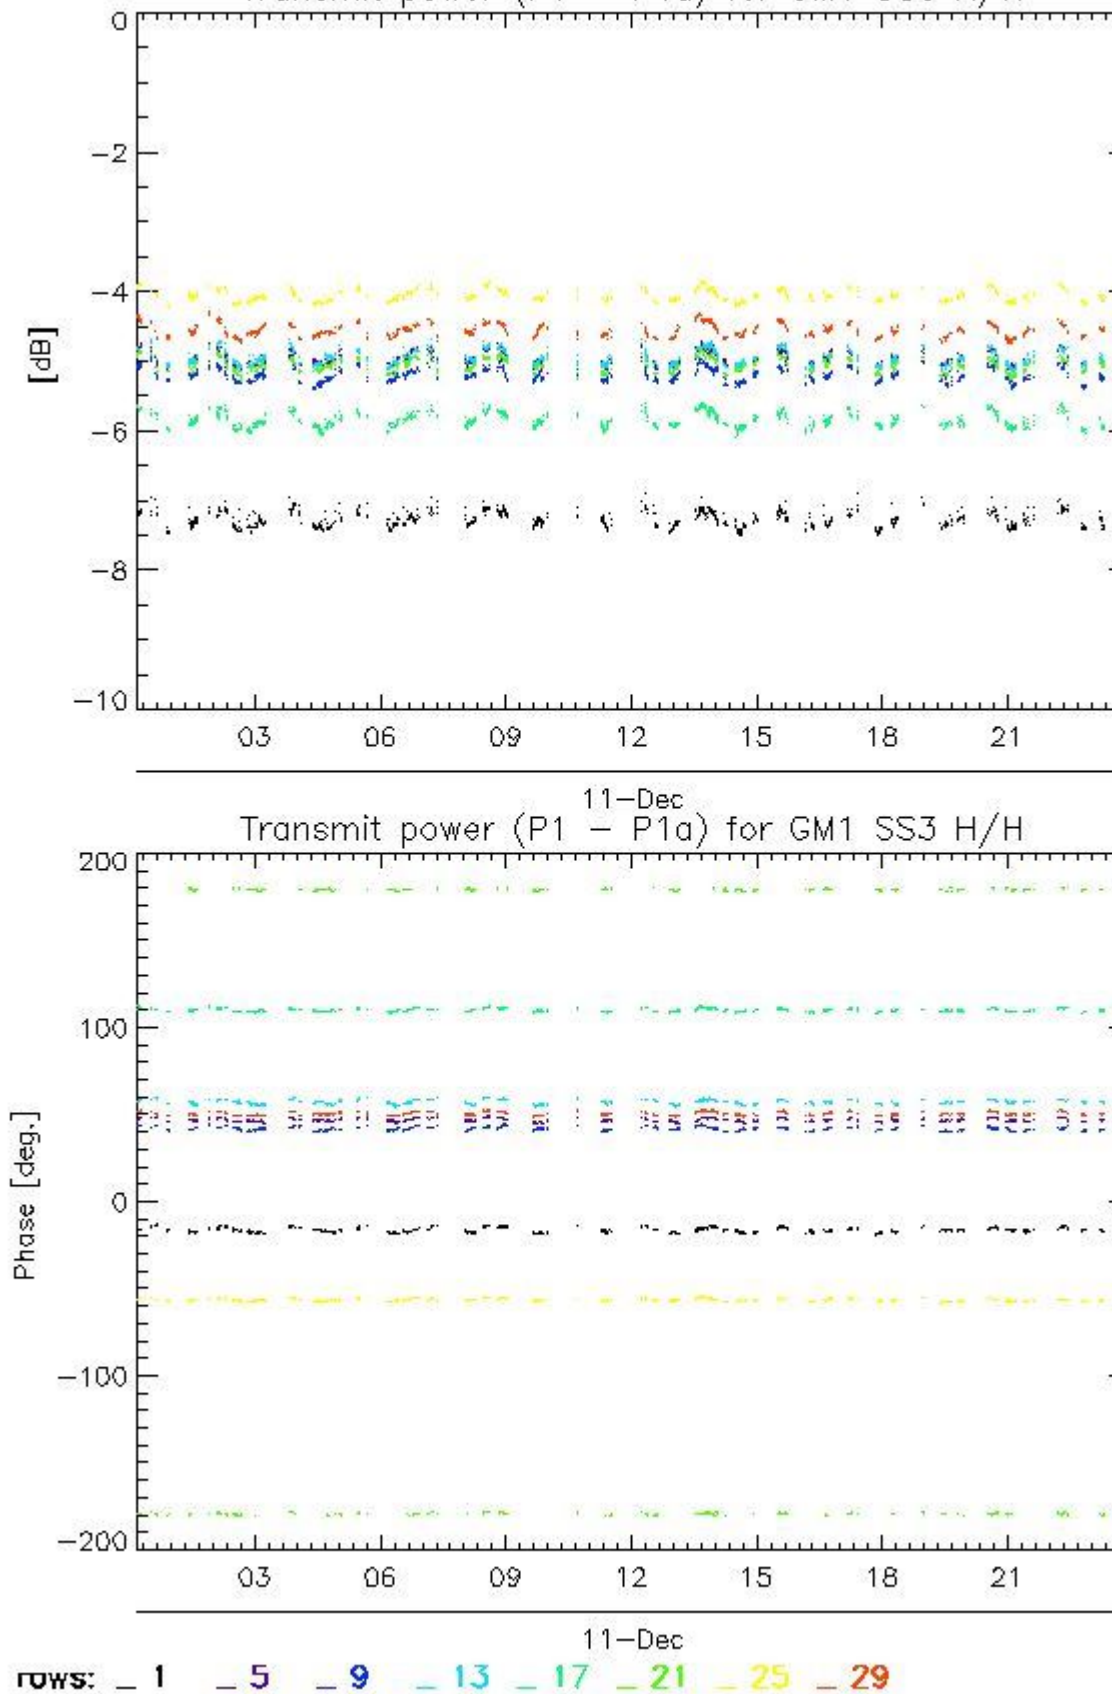 0
−2
−4
[dB]
−6
−8
−10
03 06 09 12 15 18 21
11−Dec
Transmit power (P1 − P1a) for GM1 SS3 H/H
200
100
Phase [deg.]
0
−100
−200
03 06 09 12 15 18 21
11−Dec
rows: _ 1 _ 5 _ 9 _ 13 _ 17 _ 21 _ 25 _ 29